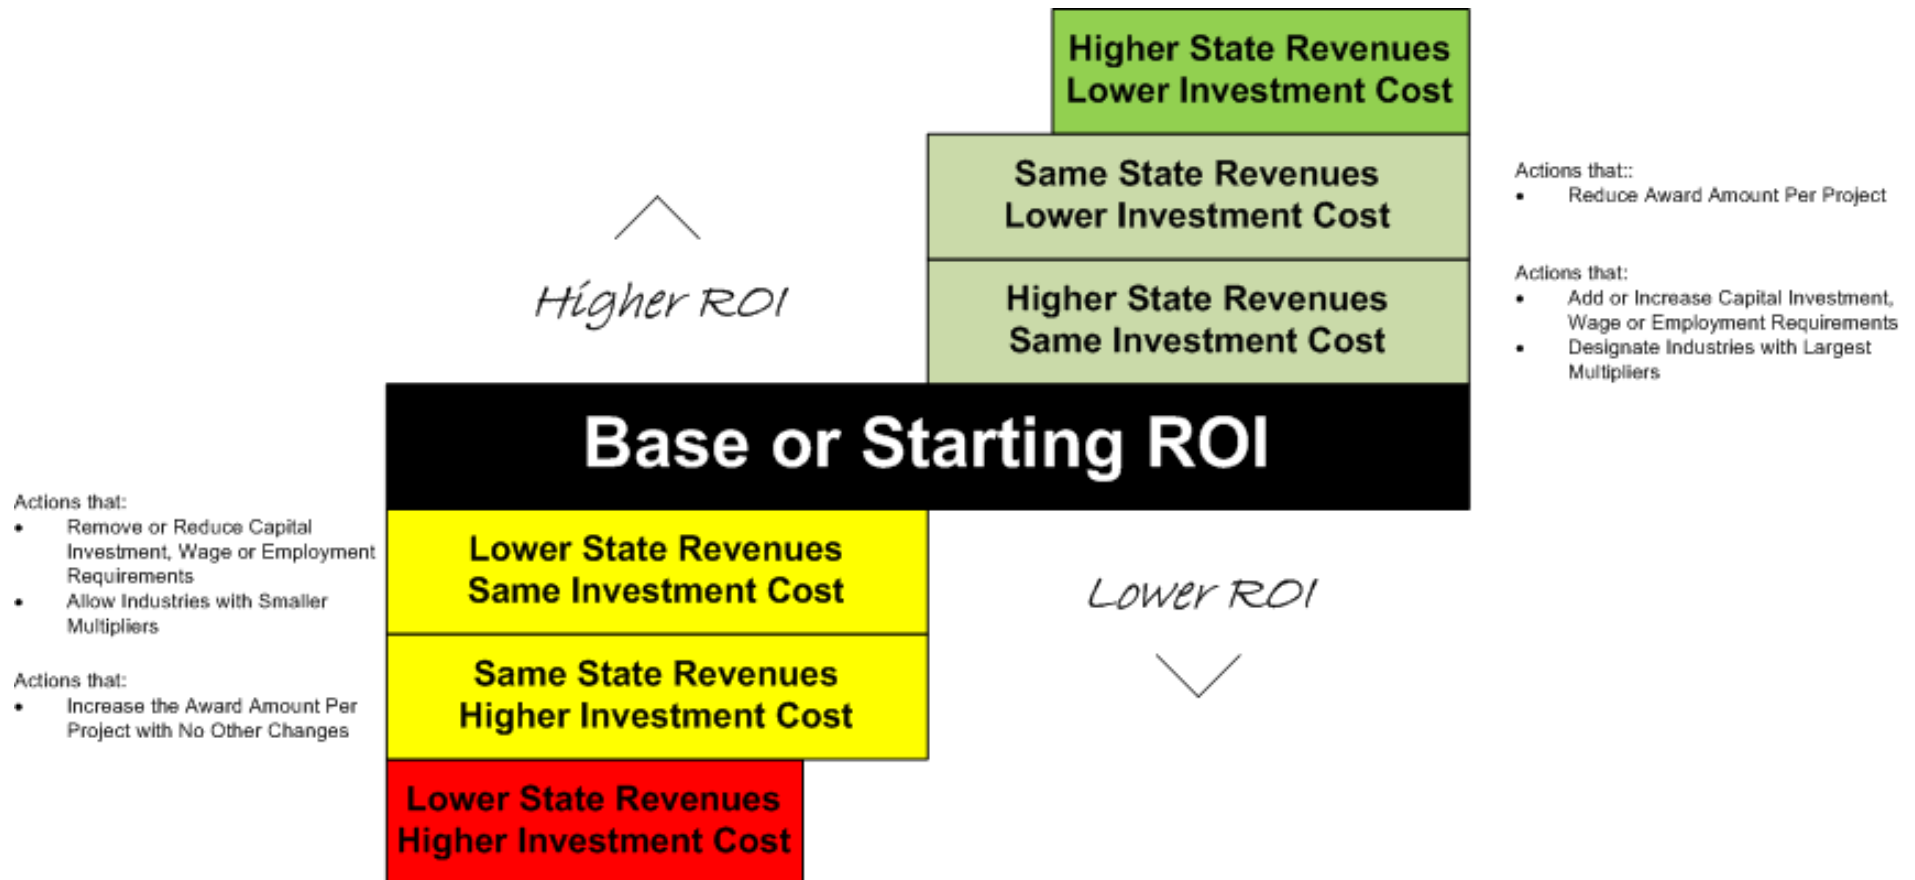 Higher State Revenues
Lower Investment Cost
Same State Revenues
Lower Investment Cost
Actions that::
• Reduce Award Amount Per Project
Higher ROI
Higher State Revenues
Same Investment Cost
Actions that:
• Add or Increase Capital Investment,
Wage or Employment Requirements
• Designate Industries with Largest
Multipliers
Base or Starting ROI
Actions that:
• Remove or Reduce Capital
Investment, Wage or Employment
Requirements
• Allow Industries with Smaller
Multipliers
Lower State Revenues
Same Investment Cost
Lower ROI
Actions that:
• Increase the Award Amount Per
Project with No Other Changes
Same State Revenues
Higher Investment Cost
Lower State Revenues
Higher Investment Cost